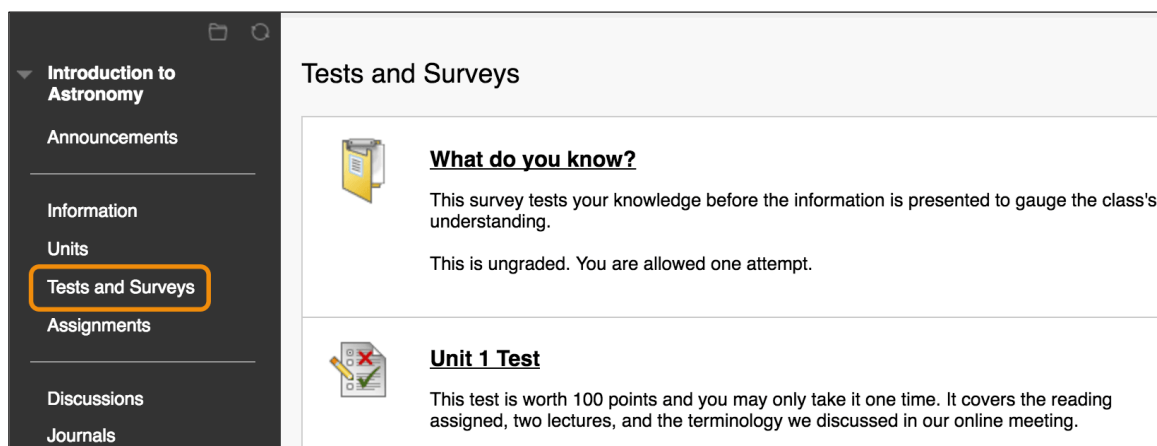 Introduction to
Astronomy
Announcements
Information
Units
Tests and Surveys
Assignments
Discussions
Journals
Tests and Surveys
What do you know?
This survey tests your knowledge before the information is presented to gauge the class's
understanding.
This is ungraded. You are allowed one attempt.
Unit 1 Test
This test is worth 100 points and you may only take it one time. It covers the reading
assigned, two lectures, and the terminology we discussed in our online meeting.